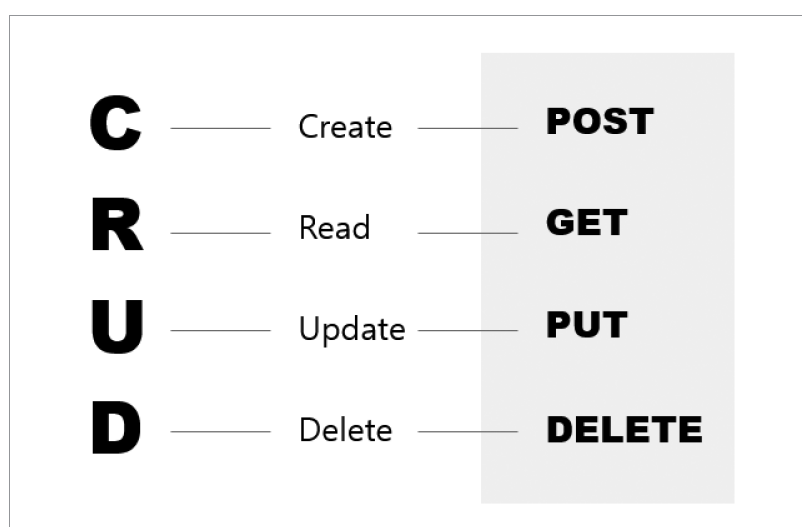 C Create POST
R Read GET
U Update PUT
D Delete DELETE